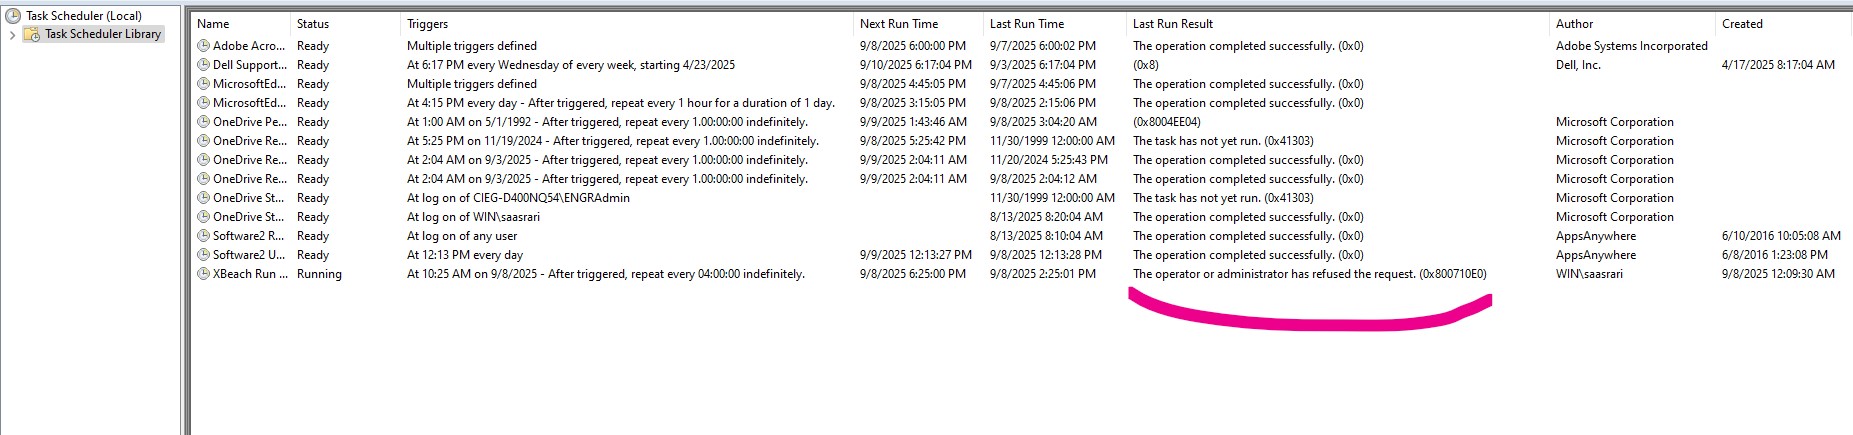 Task Scheduler (Local)
Task Scheduler Library
Name Status Triggers Next Run Time Last Run Time Last Run Result Author Created
Adobe Acro... Ready Multiple triggers defined 9/8/2025 6:00:00 PM 9/7/2025 6:00:02 PM The operation completed successfully. (0x0) Adobe Systems Incorporated
Dell Support... Ready At 6:17 PM every Wednesday of every week, starting 4/23/2025 9/10/2025 6:17:04 PM 9/3/2025 6:17:04 PM (0x8) Dell, Inc. 4/17/2025 8:17:04 AM
MicrosoftEd... Ready Multiple triggers defined 9/8/2025 4:45:05 PM 9/7/2025 4:45:06 PM The operation completed successfully. (0x0)
MicrosoftEd... Ready At 4:15 PM every day - After triggered, repeat every 1 hour for a duration of 1 day. 9/8/2025 3:15:05 PM 9/8/2025 2:15:06 PM The operation completed successfully. (0x0)
OneDrive Pe... Ready At 1:00 AM on 5/1/1992 - After triggered, repeat every 1.00:00:00 indefinitely. 9/9/2025 1:43:46 AM 9/8/2025 3:04:20 AM (0x8004EE04) Microsoft Corporation
OneDrive Re... Ready At 5:25 PM on 11/19/2024 - After triggered, repeat every 1.00:00:00 indefinitely. 9/8/2025 5:25:42 PM 11/30/1999 12:00:00 AM The task has not yet run. (0x41303) Microsoft Corporation
OneDrive Re... Ready At 2:04 AM on 9/3/2025 - After triggered, repeat every 1.00:00:00 indefinitely. 9/9/2025 2:04:11 AM 11/20/2024 5:25:43 PM The operation completed successfully. (0x0) Microsoft Corporation
OneDrive Re... Ready At 2:04 AM on 9/3/2025 - After triggered, repeat every 1.00:00:00 indefinitely. 9/9/2025 2:04:11 AM 9/8/2025 2:04:12 AM The operation completed successfully. (0x0) Microsoft Corporation
OneDrive St... Ready At log on of CIEG-D400NQ54\ENGRAdmin 11/30/1999 12:00:00 AM The task has not yet run. (0x41303) Microsoft Corporation
OneDrive St... Ready At log on of WIN\saasrari 8/13/2025 8:20:04 AM The operation completed successfully. (0x0) Microsoft Corporation
Software2 R... Ready At log on of any user 8/13/2025 8:10:04 AM The operation completed successfully. (0x0) AppsAnywhere 6/10/2016 10:05:08 AM
Software2 U... Ready At 12:13 PM every day 9/9/2025 12:13:27 PM 9/8/2025 12:13:28 PM The operation completed successfully. (0x0) AppsAnywhere 6/8/2016 1:23:08 PM
XBeach Run ... Running At 10:25 AM on 9/8/2025 - After triggered, repeat every 04:00:00 indefinitely. 9/8/2025 6:25:00 PM 9/8/2025 2:25:01 PM The operator or administrator has refused the request. (0x800710E0) WIN\saasrari 9/8/2025 12:09:30 AM